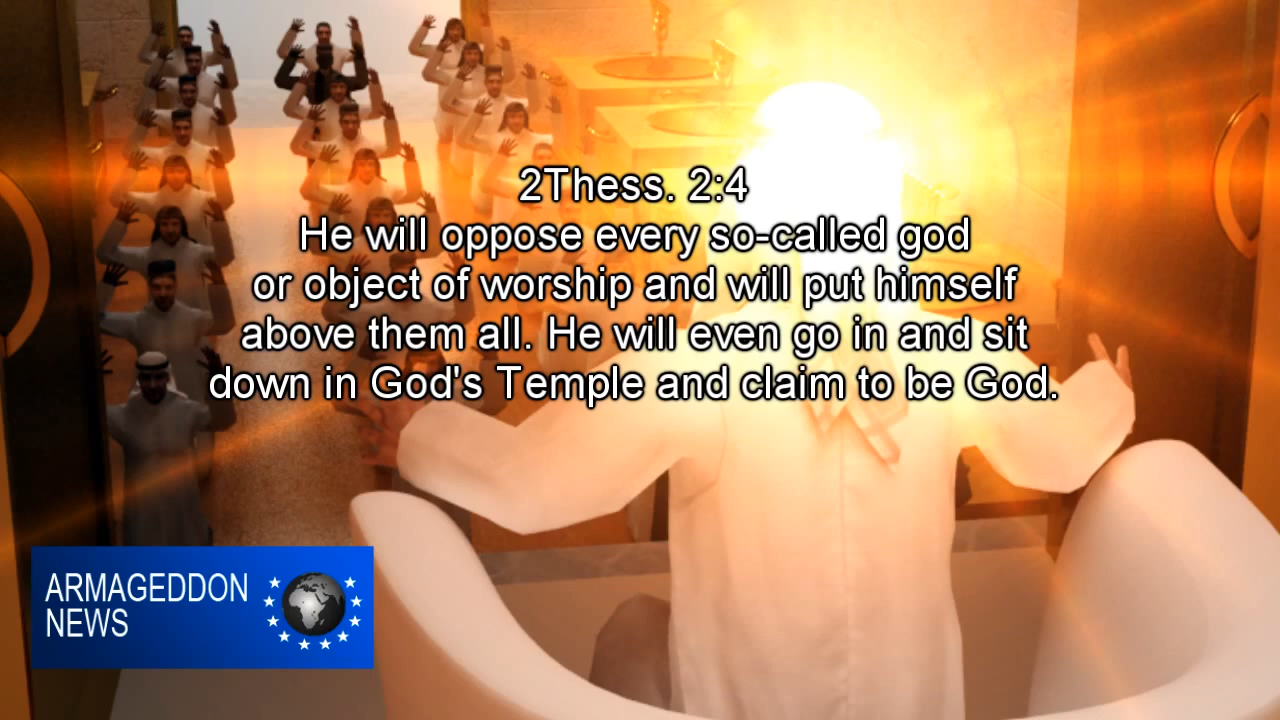 2Thess. 2:4
He will oppose every so-called god
or object of worship and will put himself
above them all. He will even go in and sit
down in God's Temple and claim to be God.
ARMAGEDDON
NEWS